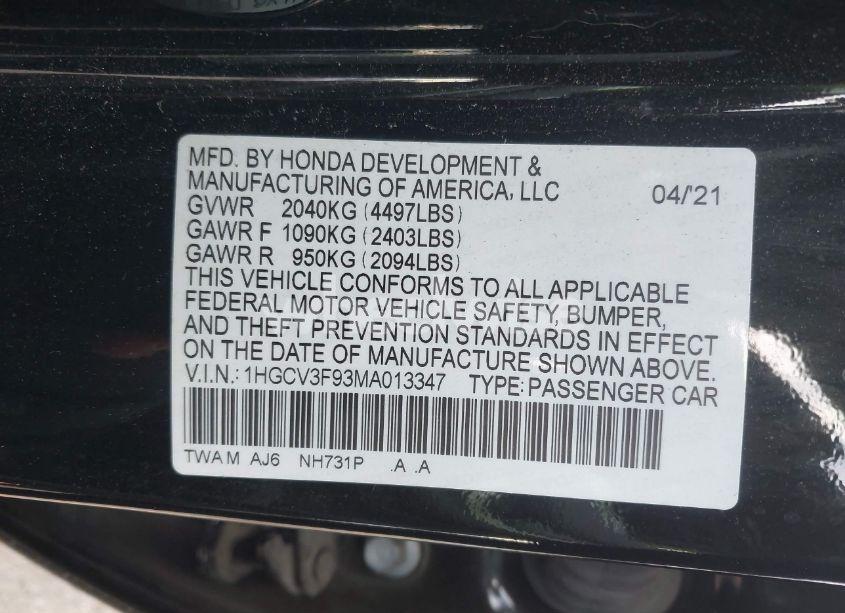 MFD. BY HONDA DEVELOPMENT &
MANUFACTURING OF AMERICA, LLC 04/'21
GVWR 2040KG (4497LBS)
GAWR F 1090KG (2403LBS)
GAWR R 950KG (2094LBS)
THIS VEHICLE CONFORMS TO ALL APPLICABLE
FEDERAL MOTOR VEHICLE SAFETY, BUMPER,
AND THEFT PREVENTION STANDARDS IN EFFECT
ON THE DATE OF MANUFACTURE SHOWN ABOVE.
V.I.N.: 1HGCV3F93MA013347 TYPE: PASSENGER CAR
TWA M AJ6 NH731P .A .A